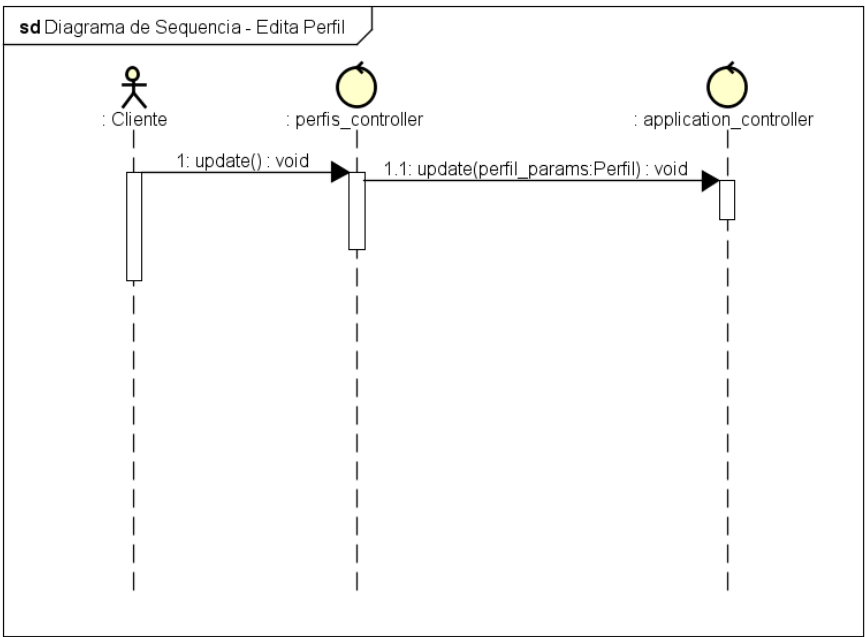 sd Diagrama de Sequencia - Edita Perfil
: Cliente
: perfis_controller
: application_controller
1: update() : void
1.1: update(perfil_params:Perfil) : void